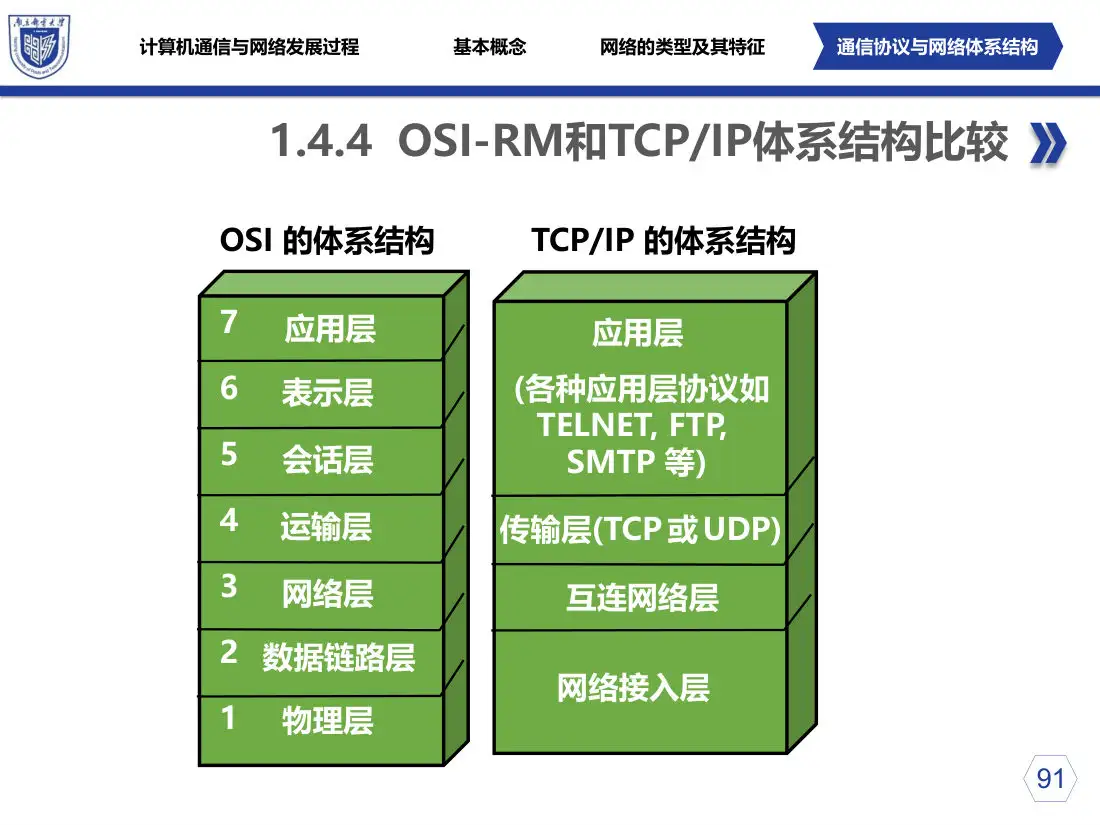 计算机通信与网络发展过程
基本概念
网络的类型及其特征
通信协议与网络体系结构
1.4.4 OSI-RM和TCP/IP体系结构比较
OSI 的体系结构
7 应用层
6 表示层
5 会话层
4 运输层
3 网络层
2 数据链路层
1 物理层
TCP/IP 的体系结构
应用层
(各种应用层协议如
TELNET, FTP,
SMTP 等)
传输层(TCP或UDP)
互连网络层
网络接入层
91